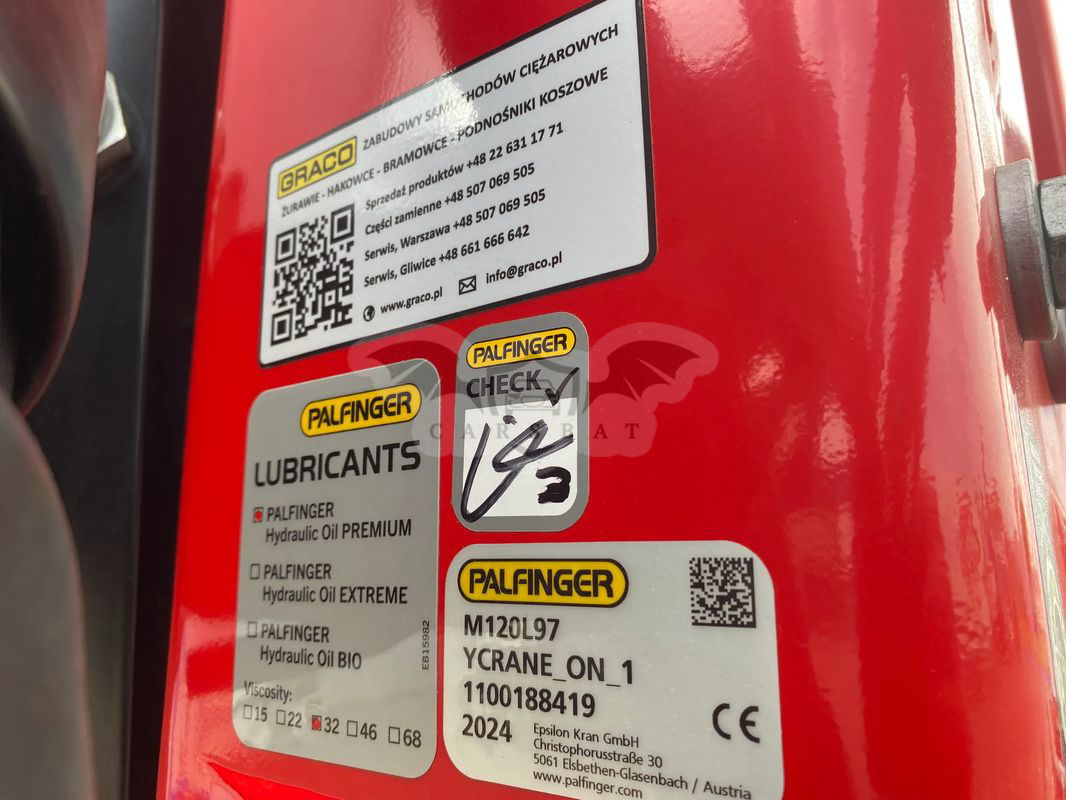 GRACO ZABUDOWY SAMOCHODÓW CIĘŻAROWYCH
ŻURAWIE - HAKOWCE - BRAMOWCE - PODNOŚNIKI KOSZOWE
Sprzedaż produktów +48 22 631 17 71
Części zamienne +48 507 069 505
Serwis, Warszawa +48 507 069 505
Serwis, Gliwice +48 661 666 642
www.graco.pl info@graco.pl
PALFINGER
CHECK
3
CARABAT
PALFINGER
LUBRICANTS
PALFINGER
Hydraulic Oil PREMIUM
PALFINGER
Hydraulic Oil EXTREME
PALFINGER
Hydraulic Oil BIO
EB15982
Viscosity:
15 22 32 46 68
PALFINGER
M120L97
YCRANE_ON_1
1100188419
2024
Epsilon Kran GmbH
Christophorusstraße 30
5061 Elsbethen-Glasenbach / Austria
www.palfinger.com
CE